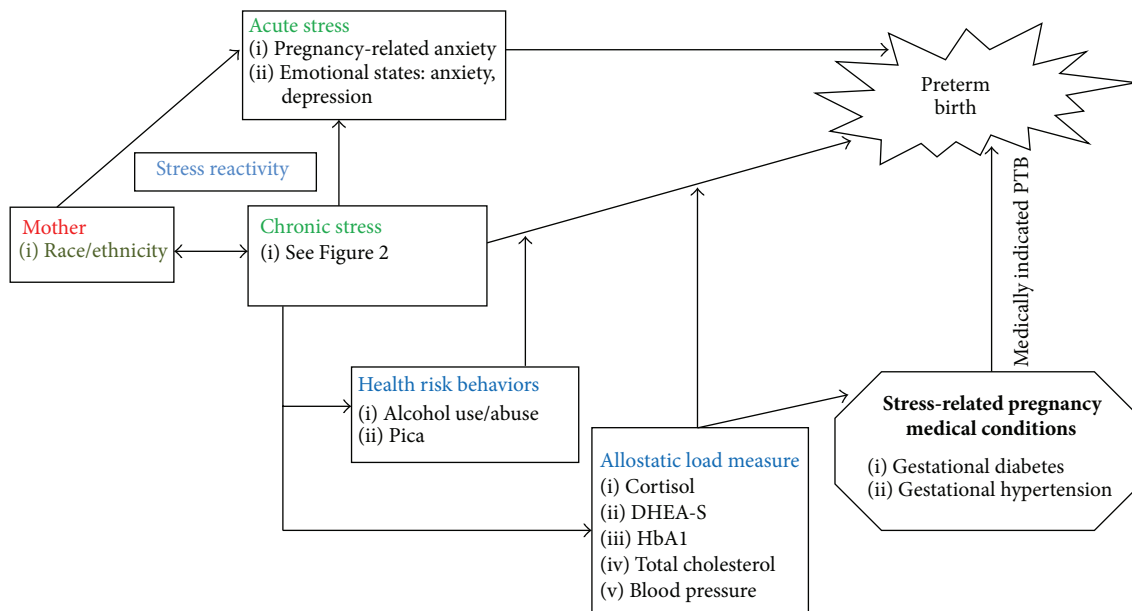 Acute stress
(i) Pregnancy-related anxiety
(ii) Emotional states: anxiety,
depression
Preterm
birth
Stress reactivity
Mother
(i) Race/ethnicity
Chronic stress
(i) See Figure 2
Medically indicated PTB
Health risk behaviors
(i) Alcohol use/abuse
(ii) Pica
Stress-related pregnancy
medical conditions
(i) Gestational diabetes
(ii) Gestational hypertension
Allostatic load measure
(i) Cortisol
(ii) DHEA-S
(iii) HbA1
(iv) Total cholesterol
(v) Blood pressure